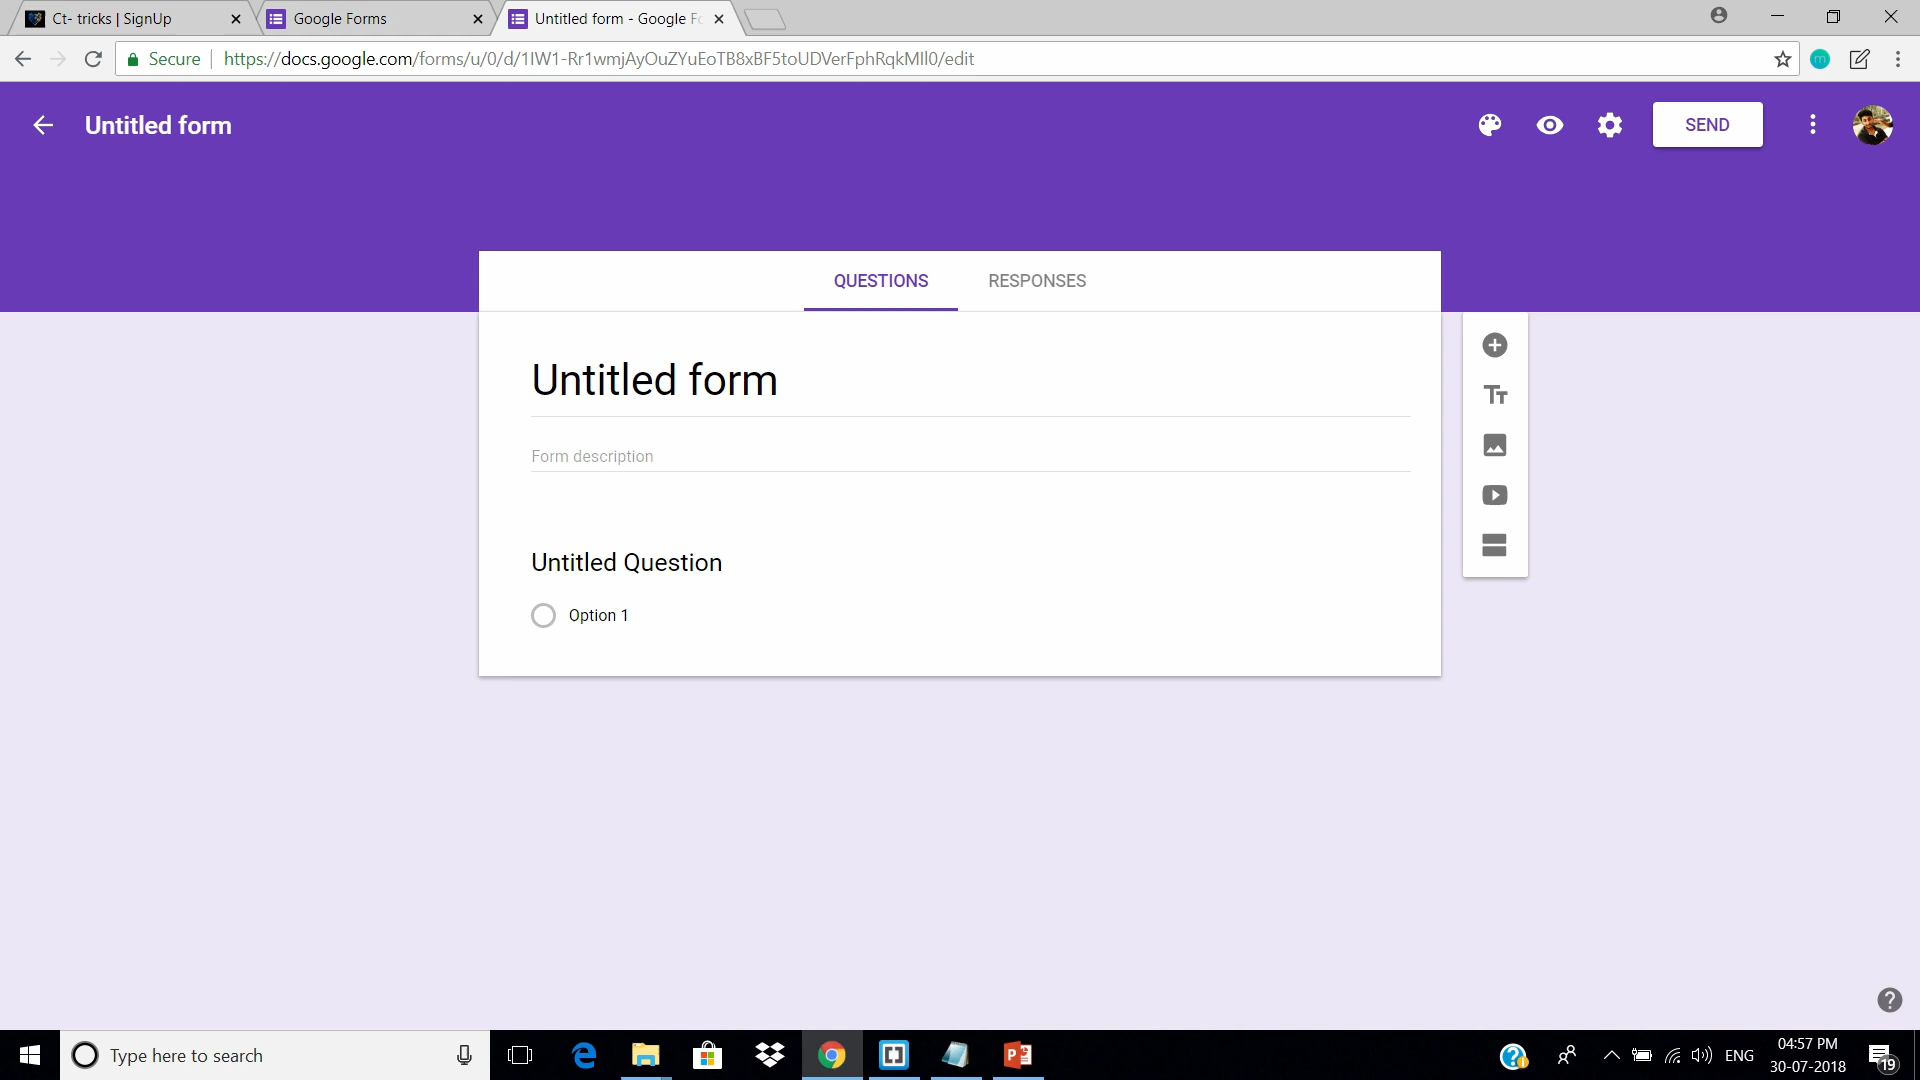 Ct- tricks | SignUp
Google Forms
Untitled form - Google Fo
Secure
https://docs.google.com/forms/u/0/d/1IW1-Rr1wmjAyOuZYuEoTB8xBF5toUDVerFphRqkMIl0/edit
m
Untitled form
SEND
QUESTIONS
RESPONSES
Untitled form
Form description
Untitled Question
Option 1
Type here to search
ENG
04:57 PM
30-07-2018
19